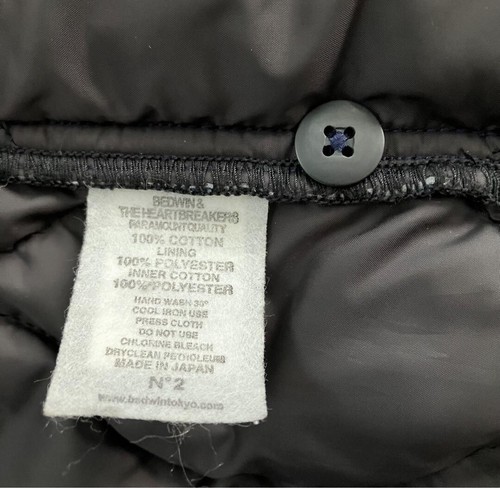 BEDWIN &
THE HEARTBREAKERS
PARAMOUNT QUALITY
100% COTTON
LINING
100% POLYESTER
INNER COTTON
100% POLYESTER
HAND WASH 30°
COOL IRON USE
PRESS CLOTH
DO NOT USE
CHLORINE BLEACH
DRYCLEAN PETROLEUM
MADE IN JAPAN
N°2
www.bedwintokyo.com